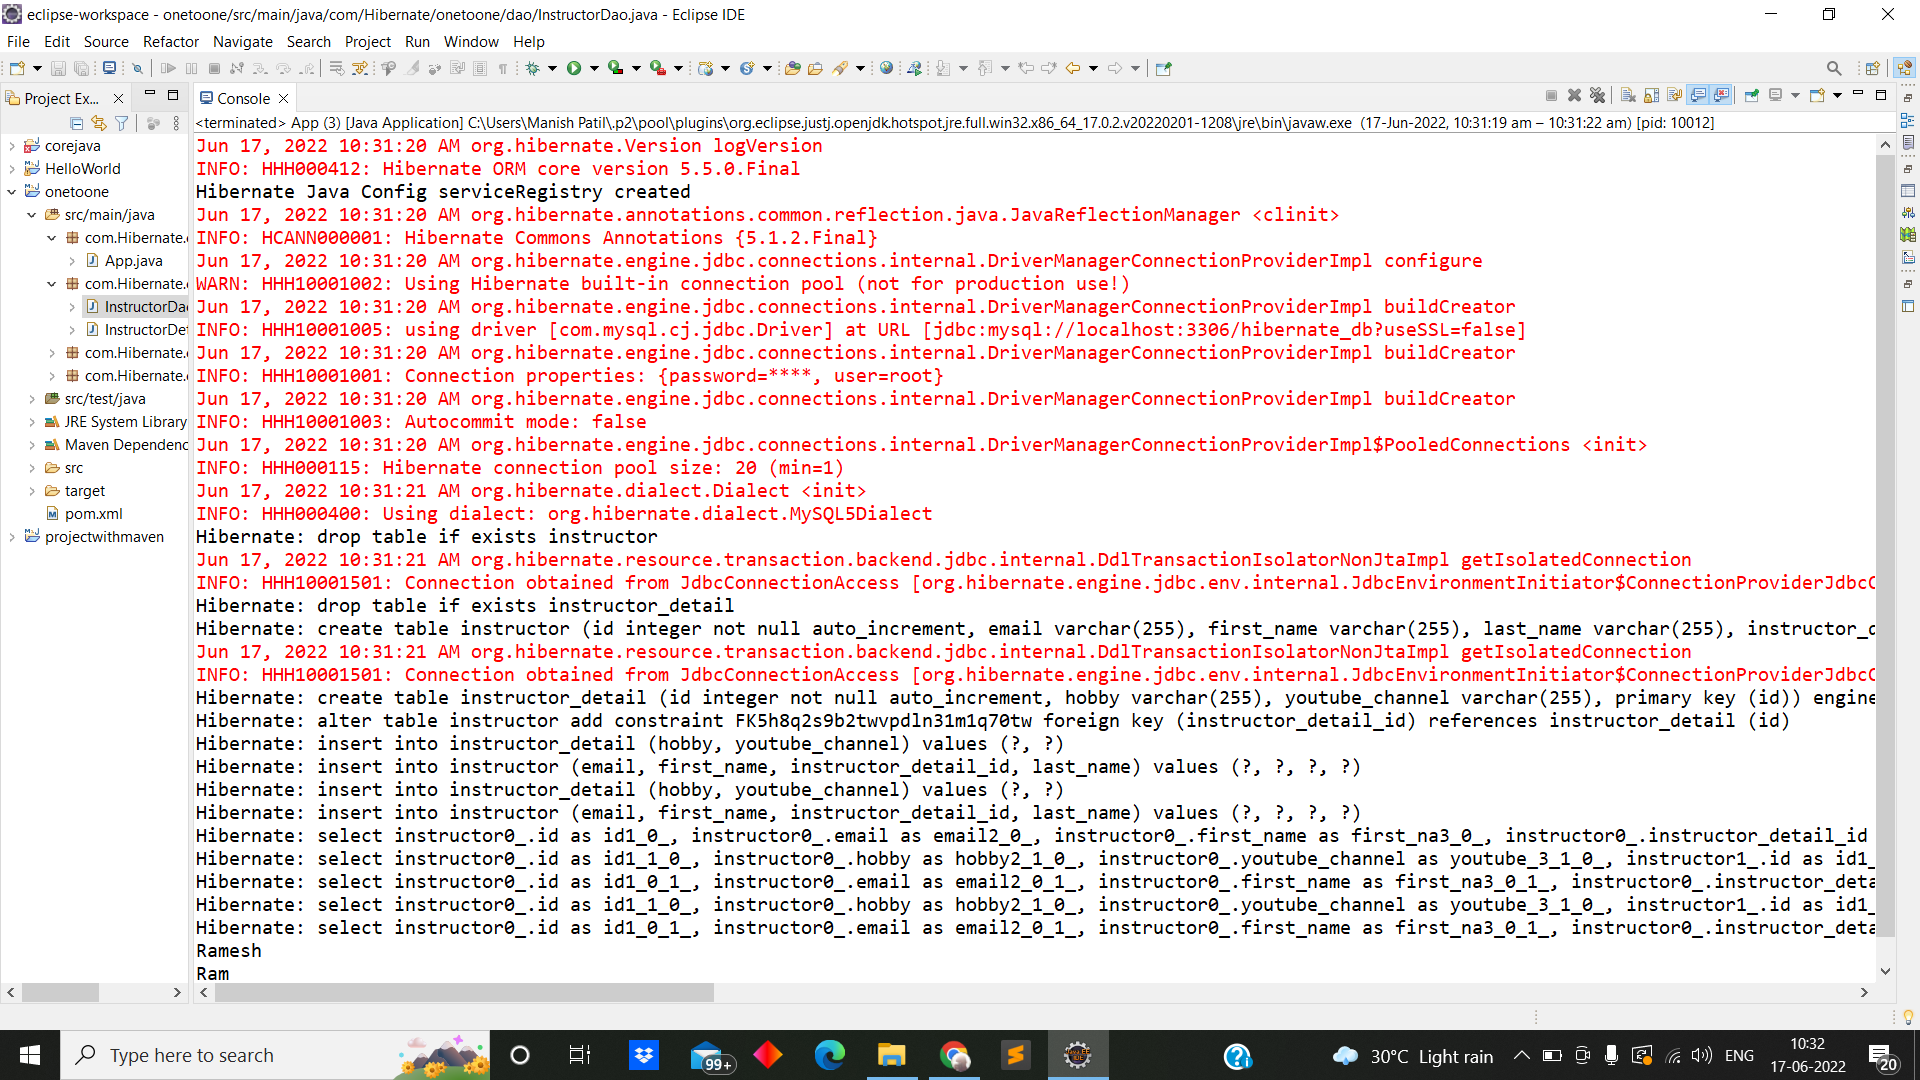 eclipse-workspace - onetoone/src/main/java/com/Hibernate/onetoone/dao/InstructorDao.java - Eclipse IDE
File Edit Source Refactor Navigate Search Project Run Window Help
Project Ex...
Console
<terminated> App (3) [Java Application] C:\Users\Manish Patil\.p2\pool\plugins\org.eclipse.justj.openjdk.hotspot.jre.full.win32.x86_64_17.0.2.v20220201-1208\jre\bin\javaw.exe (17-Jun-2022, 10:31:19 am – 10:31:22 am) [pid: 10012]
corejava
HelloWorld
onetoone
src/main/java
com.Hibernate.
App.java
com.Hibernate.
InstructorDa
InstructorDe
com.Hibernate.
com.Hibernate.
src/test/java
JRE System Library
Maven Dependenc
src
target
pom.xml
projectwithmaven
Jun 17, 2022 10:31:20 AM org.hibernate.Version logVersion
INFO: HHH000412: Hibernate ORM core version 5.5.0.Final
Hibernate Java Config serviceRegistry created
Jun 17, 2022 10:31:20 AM org.hibernate.annotations.common.reflection.java.JavaReflectionManager <clinit>
INFO: HCANN000001: Hibernate Commons Annotations {5.1.2.Final}
Jun 17, 2022 10:31:20 AM org.hibernate.engine.jdbc.connections.internal.DriverManagerConnectionProviderImpl configure
WARN: HHH10001002: Using Hibernate built-in connection pool (not for production use!)
Jun 17, 2022 10:31:20 AM org.hibernate.engine.jdbc.connections.internal.DriverManagerConnectionProviderImpl buildCreator
INFO: HHH10001005: using driver [com.mysql.cj.jdbc.Driver] at URL [jdbc:mysql://localhost:3306/hibernate_db?useSSL=false]
Jun 17, 2022 10:31:20 AM org.hibernate.engine.jdbc.connections.internal.DriverManagerConnectionProviderImpl buildCreator
INFO: HHH10001001: Connection properties: {password=****, user=root}
Jun 17, 2022 10:31:20 AM org.hibernate.engine.jdbc.connections.internal.DriverManagerConnectionProviderImpl buildCreator
INFO: HHH10001003: Autocommit mode: false
Jun 17, 2022 10:31:20 AM org.hibernate.engine.jdbc.connections.internal.DriverManagerConnectionProviderImpl$PooledConnections <init>
INFO: HHH000115: Hibernate connection pool size: 20 (min=1)
Jun 17, 2022 10:31:21 AM org.hibernate.dialect.Dialect <init>
INFO: HHH000400: Using dialect: org.hibernate.dialect.MySQL5Dialect
Hibernate: drop table if exists instructor
Jun 17, 2022 10:31:21 AM org.hibernate.resource.transaction.backend.jdbc.internal.DdlTransactionIsolatorNonJtaImpl getIsolatedConnection
INFO: HHH10001501: Connection obtained from JdbcConnectionAccess [org.hibernate.engine.jdbc.env.internal.JdbcEnvironmentInitiator$ConnectionProviderJdbcC
Hibernate: drop table if exists instructor_detail
Hibernate: create table instructor (id integer not null auto_increment, email varchar(255), first_name varchar(255), last_name varchar(255), instructor_d
Jun 17, 2022 10:31:21 AM org.hibernate.resource.transaction.backend.jdbc.internal.DdlTransactionIsolatorNonJtaImpl getIsolatedConnection
INFO: HHH10001501: Connection obtained from JdbcConnectionAccess [org.hibernate.engine.jdbc.env.internal.JdbcEnvironmentInitiator$ConnectionProviderJdbcC
Hibernate: create table instructor_detail (id integer not null auto_increment, hobby varchar(255), youtube_channel varchar(255), primary key (id)) engine
Hibernate: alter table instructor add constraint FK5h8q2s9b2twvpdln31m1q70tw foreign key (instructor_detail_id) references instructor_detail (id)
Hibernate: insert into instructor_detail (hobby, youtube_channel) values (?, ?)
Hibernate: insert into instructor (email, first_name, instructor_detail_id, last_name) values (?, ?, ?, ?)
Hibernate: insert into instructor_detail (hobby, youtube_channel) values (?, ?)
Hibernate: insert into instructor (email, first_name, instructor_detail_id, last_name) values (?, ?, ?, ?)
Hibernate: select instructor0_.id as id1_0_, instructor0_.email as email2_0_, instructor0_.first_name as first_na3_0_, instructor0_.instructor_detail_id
Hibernate: select instructor0_.id as id1_1_0_, instructor0_.hobby as hobby2_1_0_, instructor0_.youtube_channel as youtube_3_1_0_, instructor1_.id as id1_
Hibernate: select instructor0_.id as id1_0_1_, instructor0_.email as email2_0_1_, instructor0_.first_name as first_na3_0_1_, instructor0_.instructor_deta
Hibernate: select instructor0_.id as id1_1_0_, instructor0_.hobby as hobby2_1_0_, instructor0_.youtube_channel as youtube_3_1_0_, instructor1_.id as id1_
Hibernate: select instructor0_.id as id1_0_1_, instructor0_.email as email2_0_1_, instructor0_.first_name as first_na3_0_1_, instructor0_.instructor_deta
Ramesh
Ram
Type here to search
99+
30°C Light rain
ENG
10:32
17-06-2022
20